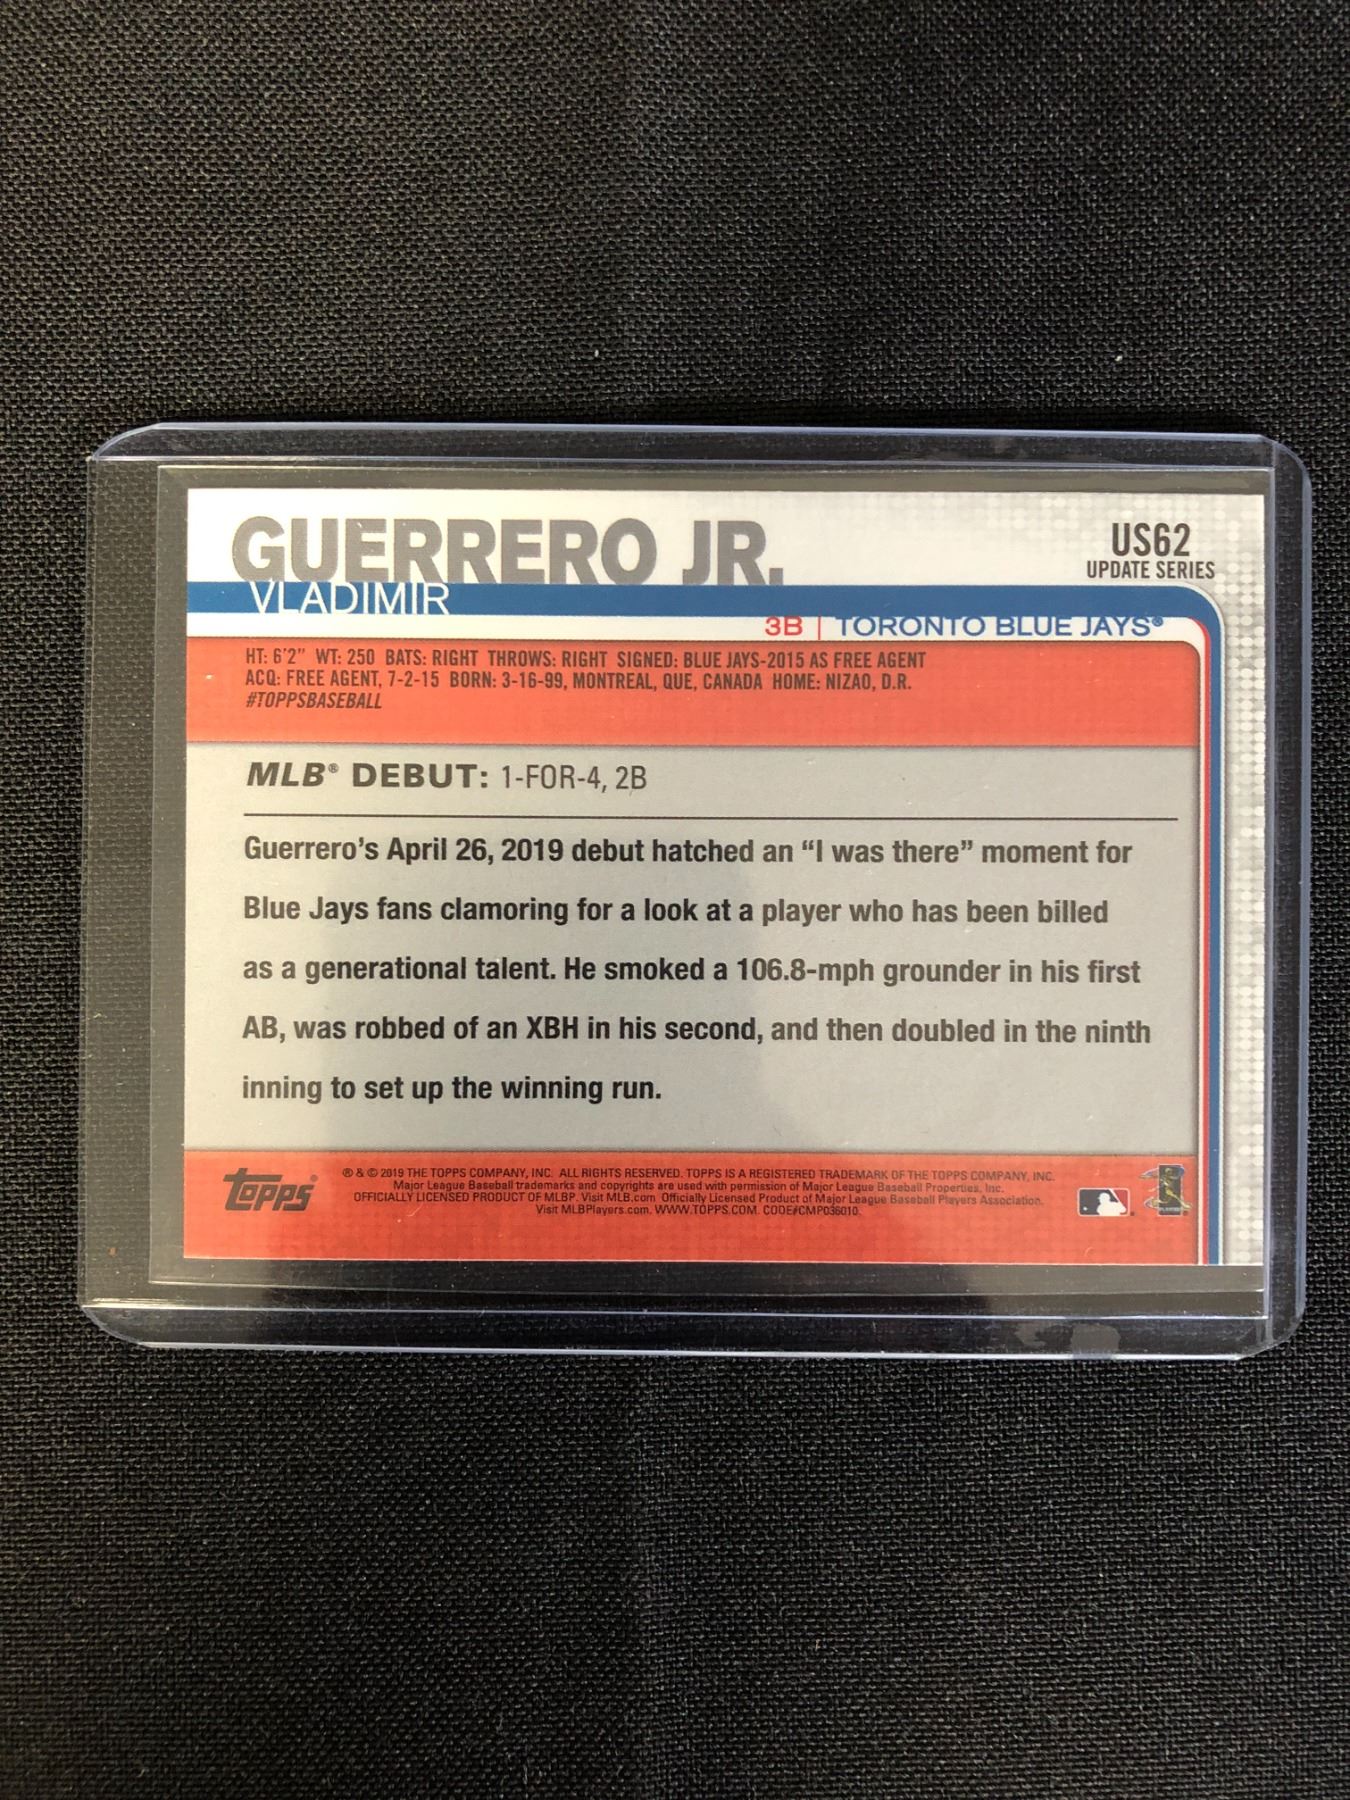 GUERRERO JR.
VLADIMIR
US62
UPDATE SERIES
3B | TORONTO BLUE JAYS®
HT: 6'2" WT: 250 BATS: RIGHT THROWS: RIGHT SIGNED: BLUE JAYS-2015 AS FREE AGENT
ACQ: FREE AGENT, 7-2-15 BORN: 3-16-99, MONTREAL, QUE, CANADA HOME: NIZAO, D.R.
#TOPPSBASEBALL
MLB® DEBUT: 1-FOR-4, 2B
Guerrero's April 26, 2019 debut hatched an “I was there” moment for
Blue Jays fans clamoring for a look at a player who has been billed
as a generational talent. He smoked a 106.8-mph grounder in his first
AB, was robbed of an XBH in his second, and then doubled in the ninth
inning to set up the winning run.
Topps®
® & © 2019 THE TOPPS COMPANY, INC. ALL RIGHTS RESERVED. TOPPS IS A REGISTERED TRADEMARK OF THE TOPPS COMPANY, INC.
Major League Baseball trademarks and copyrights are used with permission of Major League Baseball Properties, Inc.
OFFICIALLY LICENSED PRODUCT OF MLBP. Visit MLB.com Officially Licensed Product of Major League Baseball Players Association.
Visit MLBPlayers.com. WWW.TOPPS.COM. CODE#CMP036010.